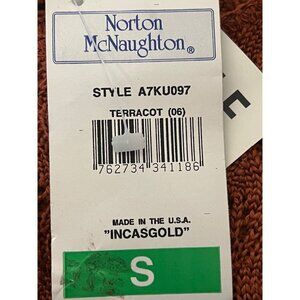 Norton
McNaughton®
STYLE A7KU097
TERRACOT (06)
762734 341186
MADE IN THE U.S.A.
"INCASGOLD"
S